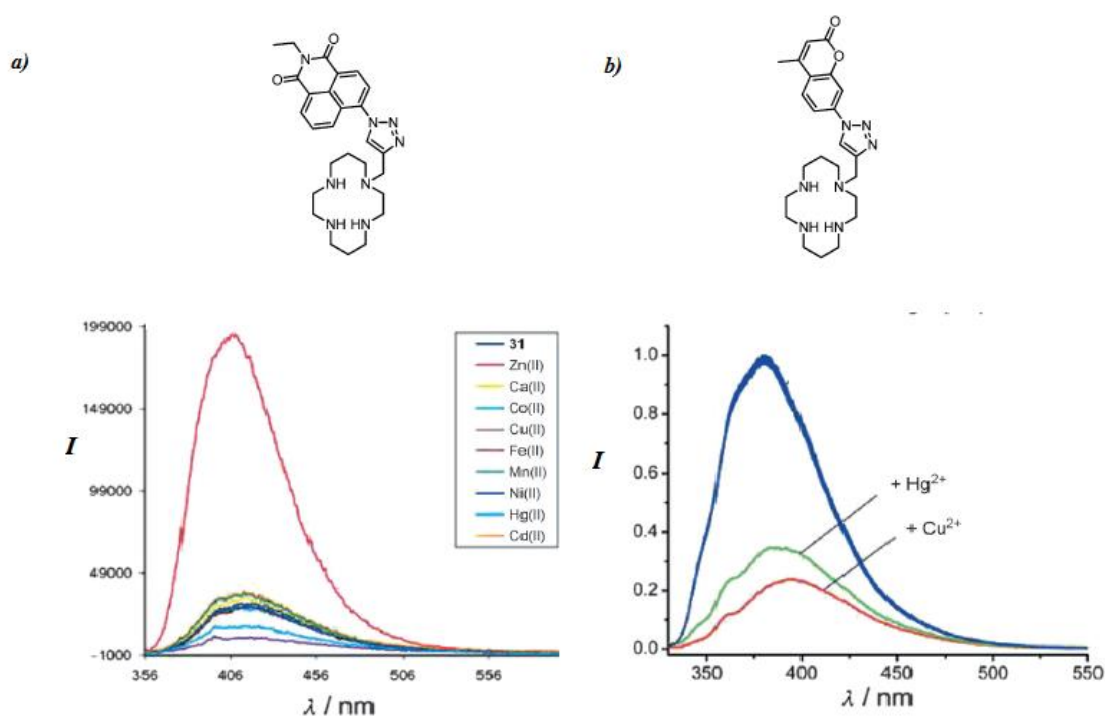 a)
O
N
O
N
N
N
NH
N
NH HN
b)
O
O
N
N
N
NH
N
NH HN
199000
149000
99000
49000
-1000
I
356
406
456
506
556
λ / nm
31
Zn(II)
Ca(II)
Co(II)
Cu(II)
Fe(II)
Mn(II)
Ni(II)
Hg(II)
Cd(II)
1.0
0.8
0.6
0.4
0.2
0.0
I
+ Hg²⁺
+ Cu²⁺
350
400
450
500
550
λ / nm